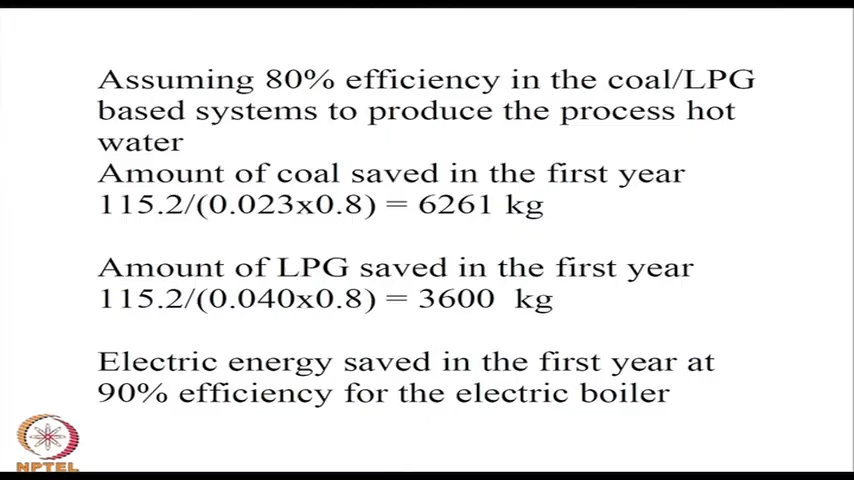 Assuming 80% efficiency in the coal/LPG
based systems to produce the process hot
water
Amount of coal saved in the first year
115.2/(0.023x0.8) = 6261 kg
Amount of LPG saved in the first year
115.2/(0.040x0.8) = 3600 kg
Electric energy saved in the first year at
90% efficiency for the electric boiler
NPTEL